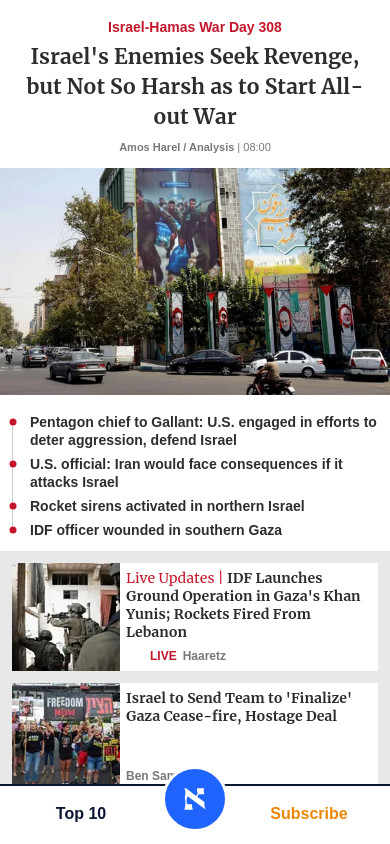 Israel-Hamas War Day 308
Israel's Enemies Seek Revenge,
but Not So Harsh as to Start All-
out War
Amos Harel / Analysis | 08:00
Pentagon chief to Gallant: U.S. engaged in efforts to
deter aggression, defend Israel
U.S. official: Iran would face consequences if it
attacks Israel
Rocket sirens activated in northern Israel
IDF officer wounded in southern Gaza
Live Updates | IDF Launches
Ground Operation in Gaza's Khan
Yunis; Rockets Fired From
Lebanon
LIVE Haaretz
FREEDOM
Israel to Send Team to 'Finalize'
Gaza Cease-fire, Hostage Deal
Ben
Top 10
Subscribe